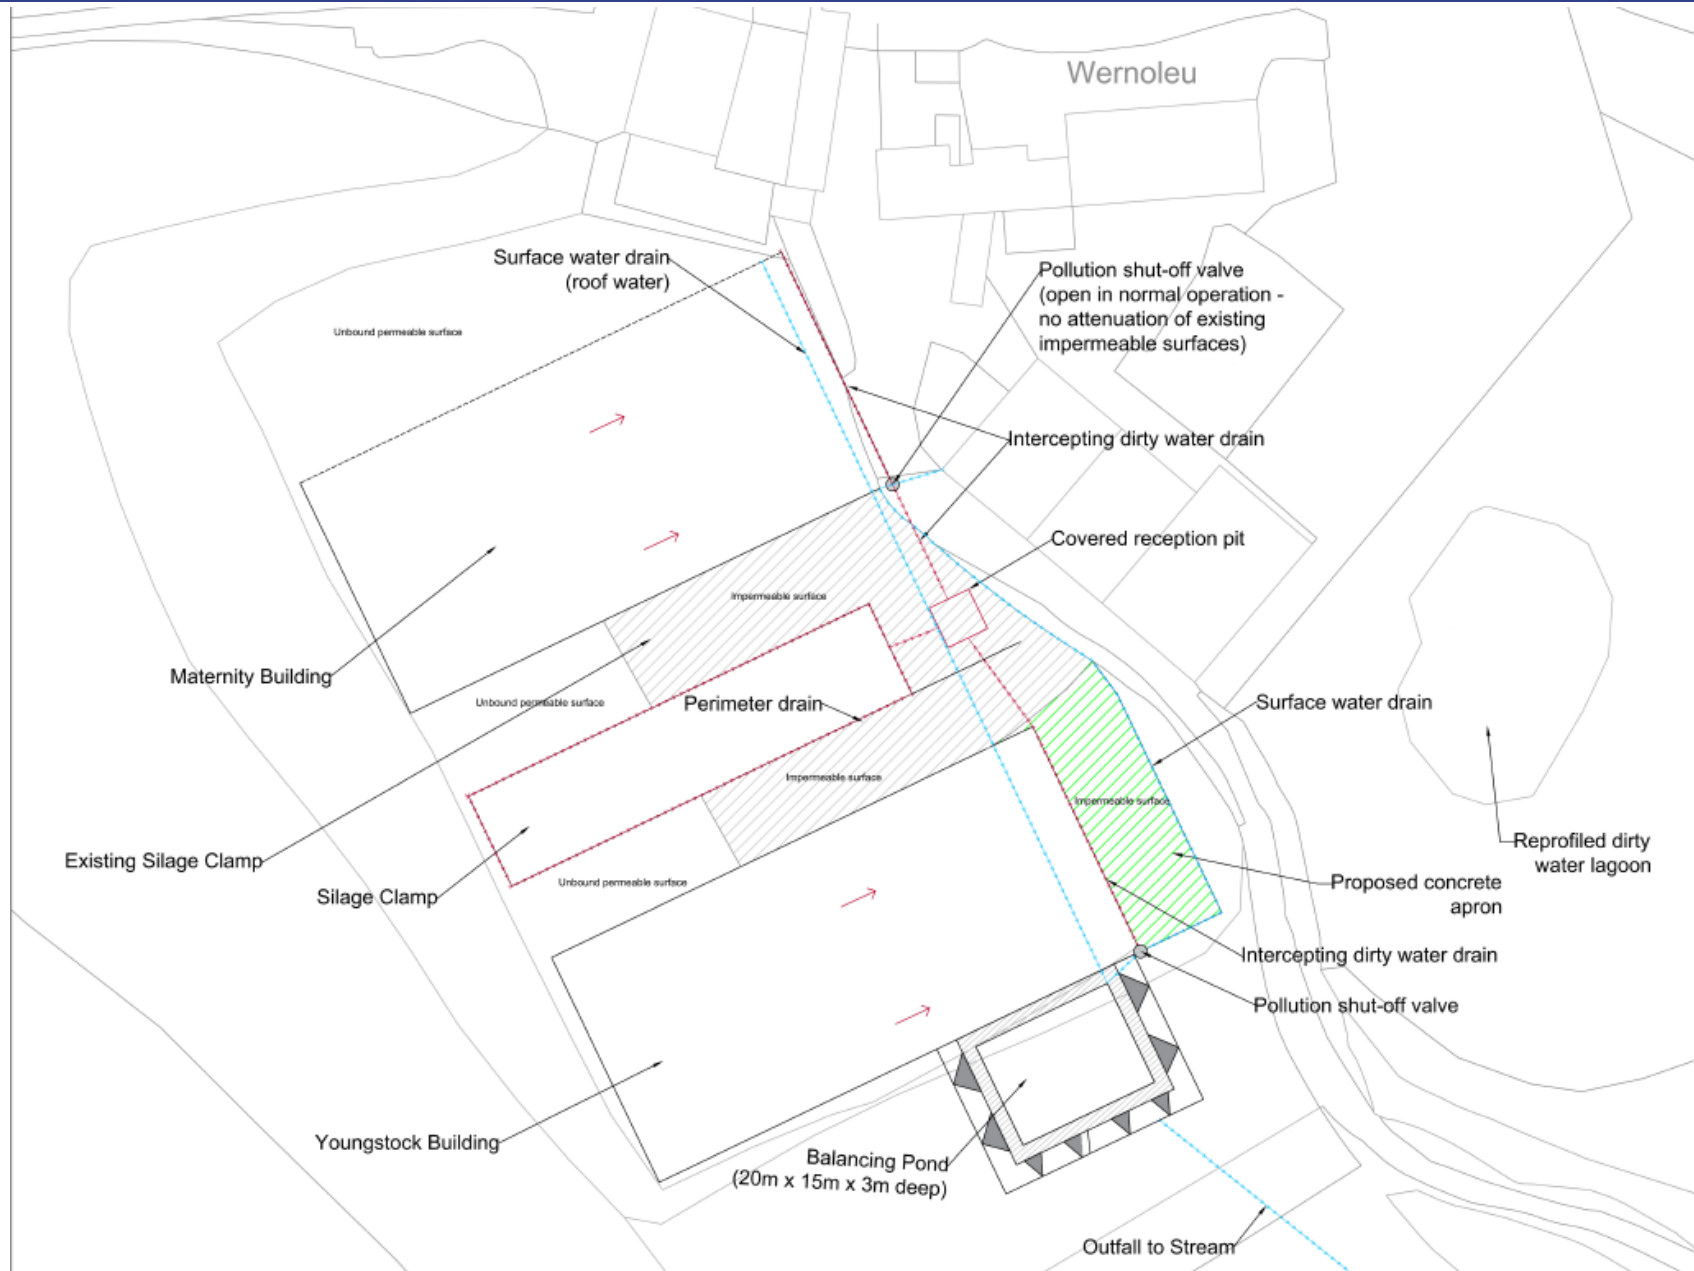 Wernoleu
Surface water drain
(roof water)
Pollution shut-off valve
(open in normal operation -
no attenuation of existing
impermeable surfaces)
Unbound permeable surface
Intercepting dirty water drain
Covered reception pit
Impermeable surface
Maternity Building
Unbound permeable surface
Perimeter drain
Surface water drain
Impermeable surface
Impermeable surface
Existing Silage Clamp
Silage Clamp
Unbound permeable surface
Reprofiled dirty
water lagoon
Proposed concrete
apron
Intercepting dirty water drain
Pollution shut-off valve
Youngstock Building
Balancing Pond
(20m x 15m x 3m deep)
Outfall to Stream